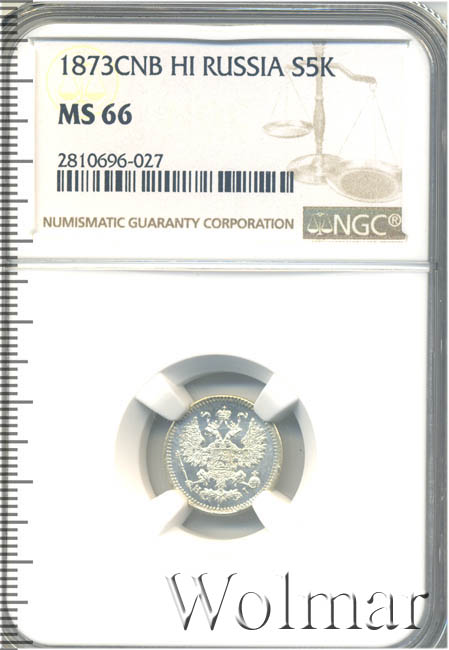 1873CNB HI RUSSIA S5K
MS 66
2810696-027
NUMISMATIC GUARANTY CORPORATION
NGC®
H I
Wolmar